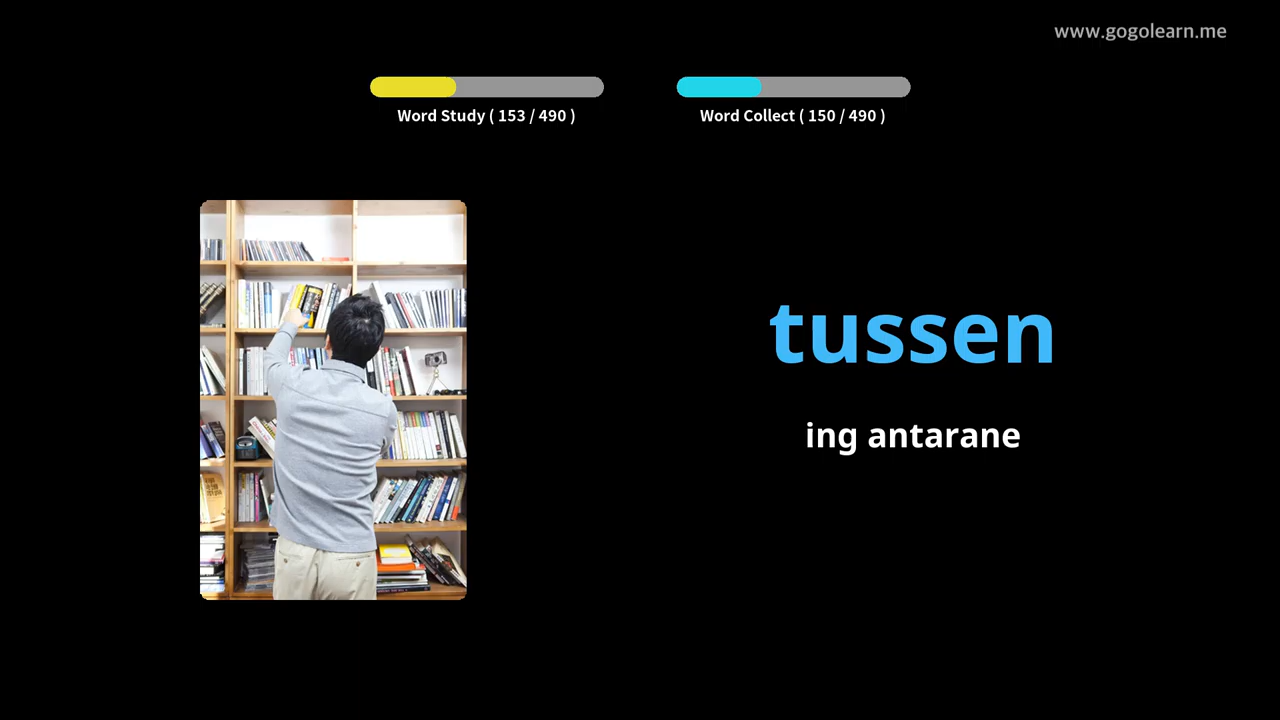 www.gogolearn.me
Word Study ( 153 / 490 )
Word Collect ( 150 / 490 )
tussen
ing antarane